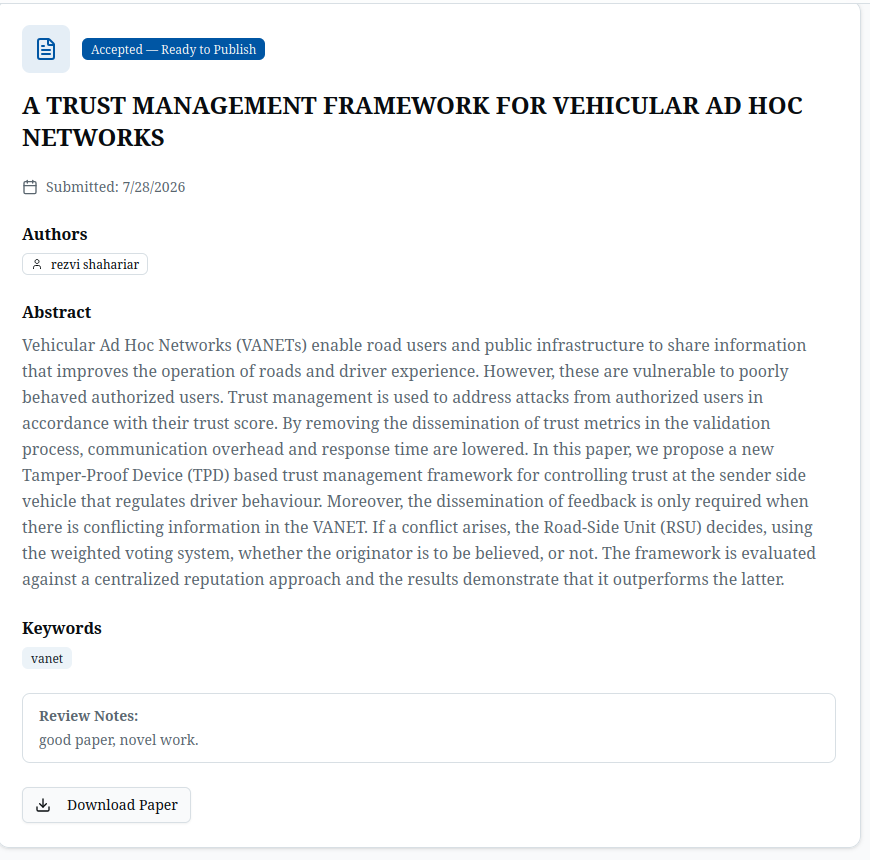 Accepted — Ready to Publish
A TRUST MANAGEMENT FRAMEWORK FOR VEHICULAR AD HOC
NETWORKS
Submitted: 7/28/2026
Authors
rezvi shahariar
Abstract
Vehicular Ad Hoc Networks (VANETs) enable road users and public infrastructure to share information
that improves the operation of roads and driver experience. However, these are vulnerable to poorly
behaved authorized users. Trust management is used to address attacks from authorized users in
accordance with their trust score. By removing the dissemination of trust metrics in the validation
process, communication overhead and response time are lowered. In this paper, we propose a new
Tamper-Proof Device (TPD) based trust management framework for controlling trust at the sender side
vehicle that regulates driver behaviour. Moreover, the dissemination of feedback is only required when
there is conflicting information in the VANET. If a conflict arises, the Road-Side Unit (RSU) decides, using
the weighted voting system, whether the originator is to be believed, or not. The framework is evaluated
against a centralized reputation approach and the results demonstrate that it outperforms the latter.
Keywords
vanet
Review Notes:
good paper, novel work.
Download Paper